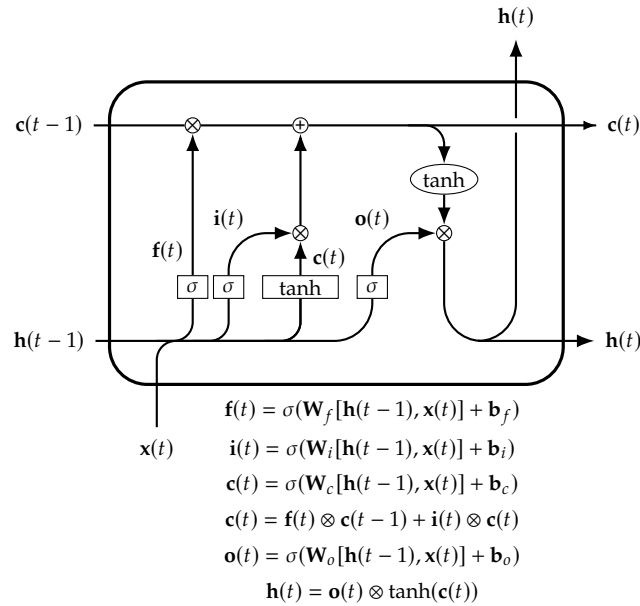 h(t)
c(t−1)
c(t)
tanh
i(t)
o(t)
f(t)
c(t)
σ
σ
tanh
σ
h(t−1)
h(t)
x(t)
f(t) = σ(W_f[h(t−1), x(t)] + b_f)
i(t) = σ(W_i[h(t−1), x(t)] + b_i)
c(t) = σ(W_c[h(t−1), x(t)] + b_c)
c(t) = f(t) ⊗ c(t−1) + i(t) ⊗ c(t)
o(t) = σ(W_o[h(t−1), x(t)] + b_o)
h(t) = o(t) ⊗ tanh(c(t))